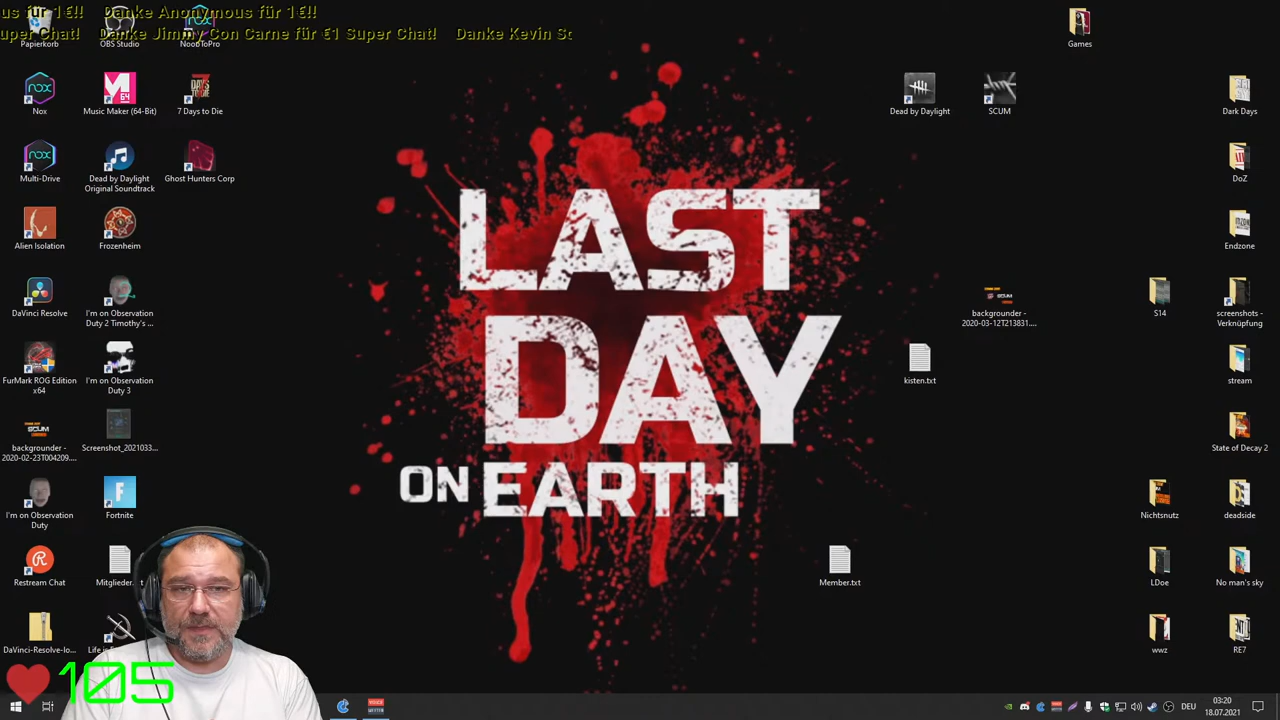 us für 1€!! Danke Anonymous für 1€!!
uper Chat! Danke Jimmy Con Carne für €1 Super Chat! Danke Kevin St
Papierkorb
OBS Studio
NoobToPro
Games
Nox
Music Maker (64-Bit)
7 Days to Die
Dead by Daylight
SCUM
Dark Days
Multi-Drive
Dead by Daylight
Original Soundtrack
Ghost Hunters Corp
DoZ
LAST
DAY
ON EARTH
Alien Isolation
Frozenheim
Endzone
DaVinci Resolve
I'm on Observation
Duty 2 Timothy's ...
backgrounder -
2020-03-12T213831....
S14
screenshots -
Verknüpfung
FurMark ROG Edition
x64
I'm on Observation
Duty 3
kisten.txt
stream
backgrounder -
2020-02-23T004209....
Screenshot_2021033...
State of Decay 2
I'm on Observation
Duty
Fortnite
Nichtsnutz
deadside
Restream Chat
Member.txt
LDoe
No man's sky
DaVinci-Resolve-lo...
wwz
RE7
105
DEU
03:20
18.07.2021